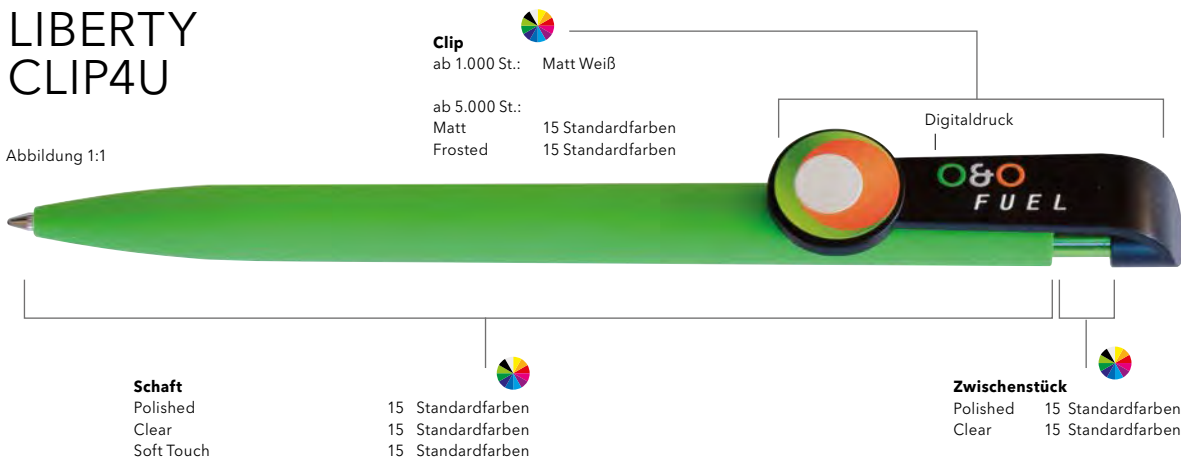 LIBERTY
CLIP4U
Abbildung 1:1
Clip
ab 1.000 St.: Matt Weiß
ab 5.000 St.:
Matt 15 Standardfarben
Frosted 15 Standardfarben
Digitaldruck
O&O
FUEL
Schaft
Polished 15 Standardfarben
Clear 15 Standardfarben
Soft Touch 15 Standardfarben
Zwischenstück
Polished 15 Standardfarben
Clear 15 Standardfarben